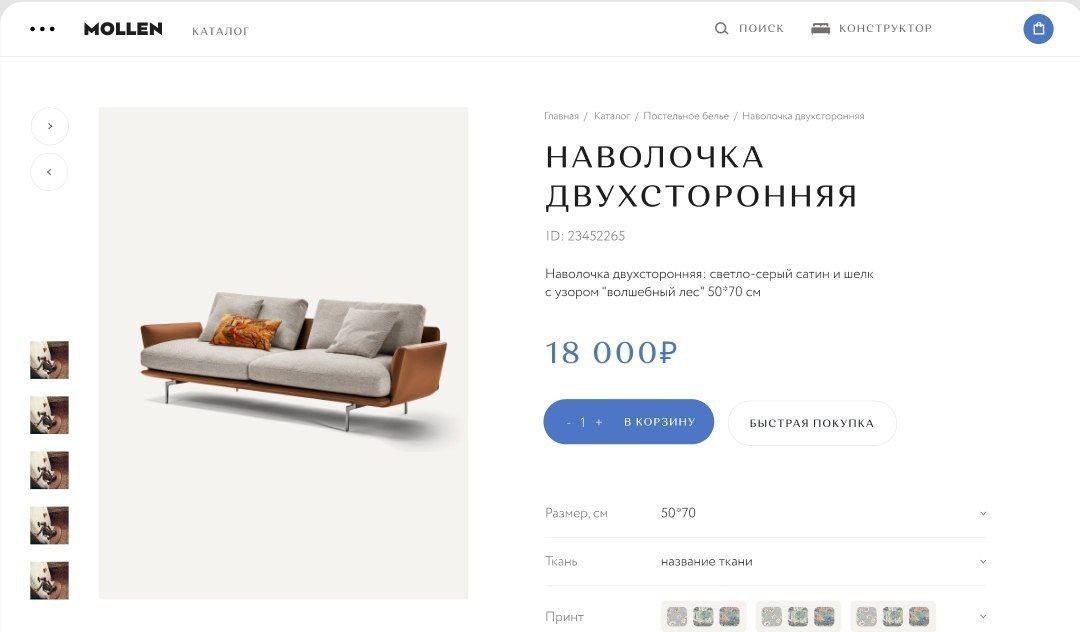 MOLLEN
КАТАЛОГ
ПОИСК
КОНСТРУКТОР
Главная / Каталог / Постельное белье / Наволочка двухсторонняя
НАВОЛОЧКА
ДВУХСТОРОННЯЯ
ID: 23452265
Наволочка двухсторонняя: светло-серый сатин и шелк
с узором "волшебный лес" 50*70 см
18 000₽
- 1 + В КОРЗИНУ
БЫСТРАЯ ПОКУПКА
Размер, см 50*70
Ткань название ткани
Принт